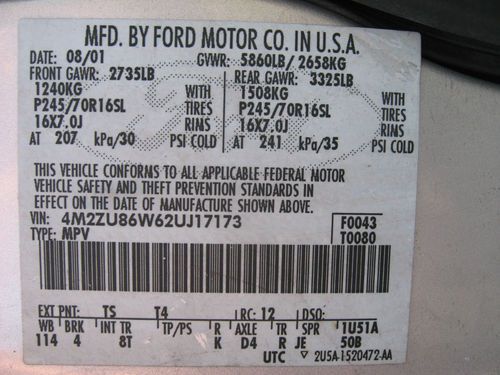 MFD. BY FORD MOTOR CO. IN U.S.A.
DATE: 08/01 GVWR: 5860LB/ 2658KG
FRONT GAWR: 2735LB REAR GAWR: 3325LB
1240KG WITH 1508KG WITH
P245/70R16SL TIRES P245/70R16SL TIRES
16X7.0J RINS 16X7.0J RINS
AT 207 kPa/30 PSI COLD AT 241 kPa/35 PSI COLD
THIS VEHICLE CONFORMS TO ALL APPLICABLE FEDERAL MOTOR
VEHICLE SAFETY AND THEFT PREVENTION STANDARDS IN
EFFECT ON THE DATE OF MANUFACTURE SHOWN ABOVE.
VIN: 4M2ZU86W62UJ17173 F0043
TYPE: MPV T0080
EXT PNT: TS T4 RC: 12 DSO:
WB BRK INT TR TP/PS R AXLE TR SPR 1U51A
114 4 8T K D4 R JE 50B
UTC 2U5A-1520472-AA